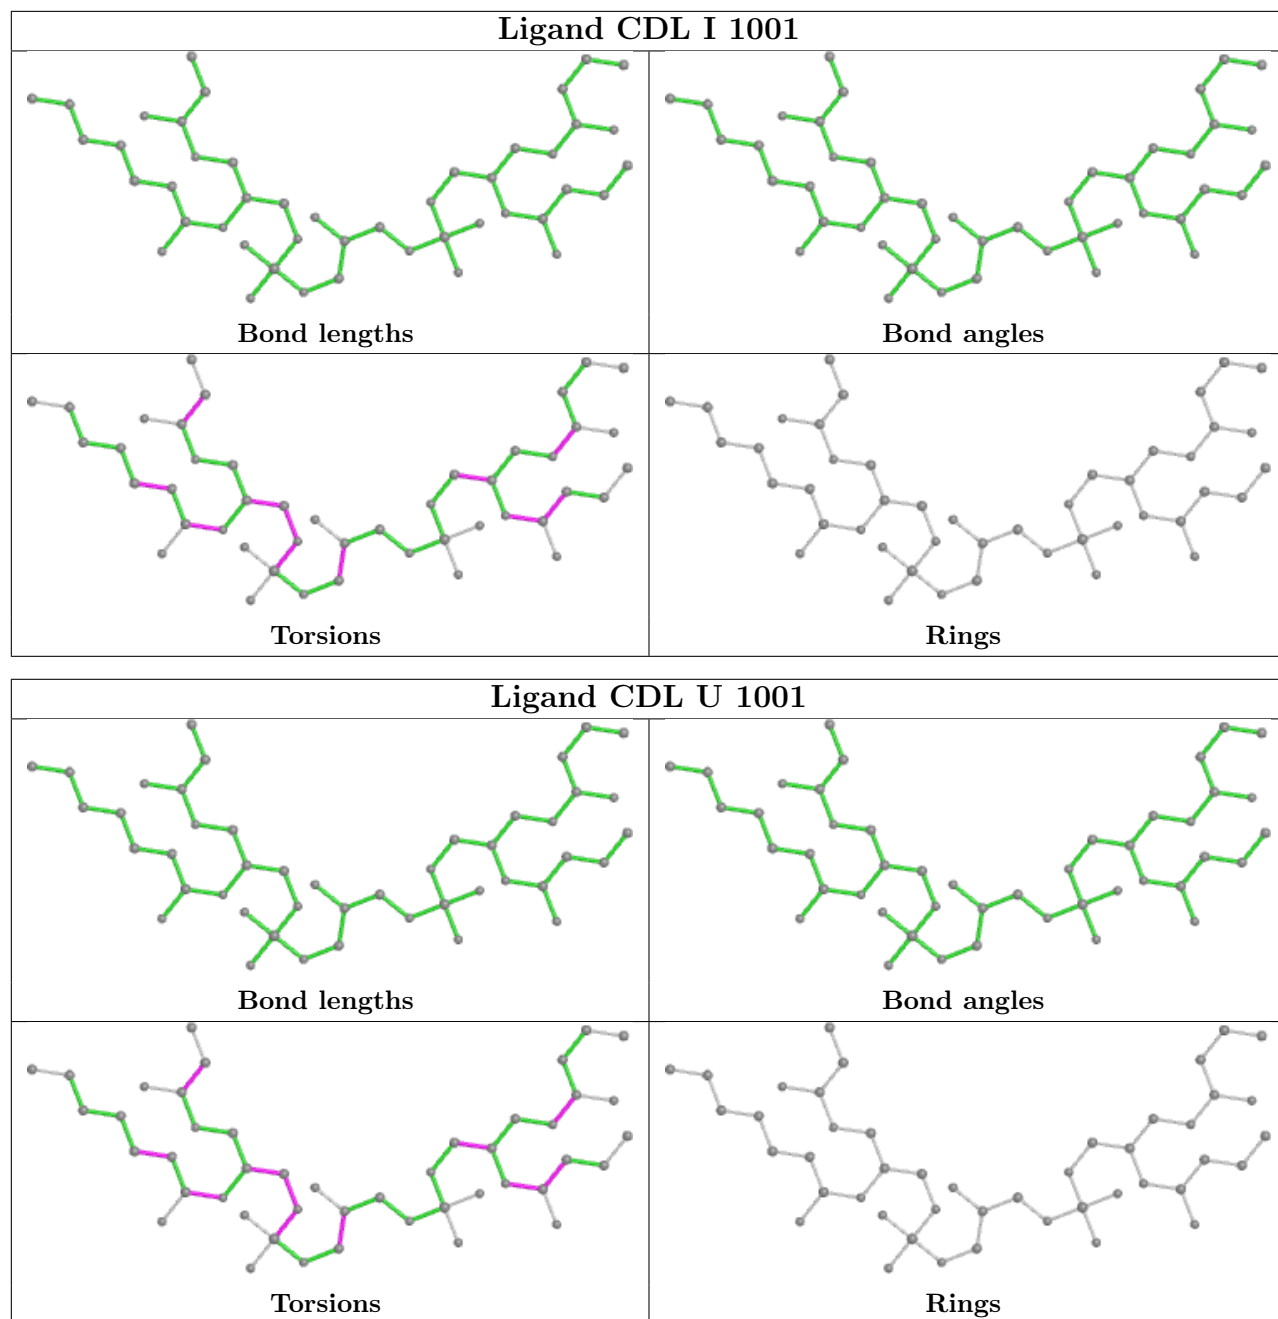 Ligand CDL I 1001
Bond lengths
Bond angles
Torsions
Rings
Ligand CDL U 1001
Bond lengths
Bond angles
Torsions
Rings